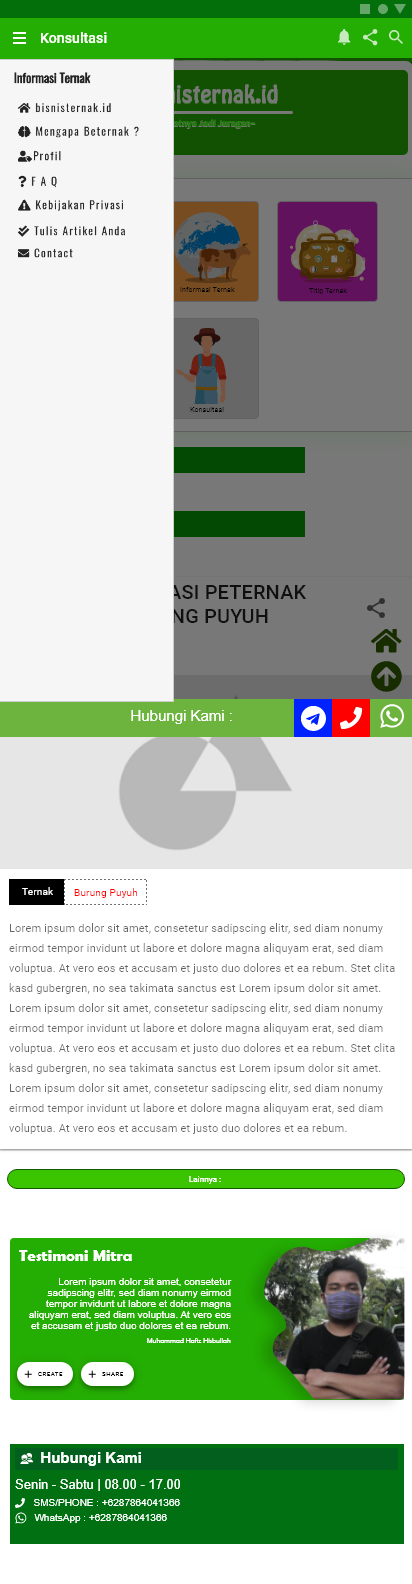 Konsultasi
Informasi Ternak
bisnisternak.id
Mengapa Beternak ?
Profil
F A Q
Kebijakan Privasi
Tulis Artikel Anda
Contact
Informasi Ternak
Titip Ternak
Konsultasi
PETERNAK
PUYUH
Hubungi Kami :
Ternak
Burung Puyuh
Lorem ipsum dolor sit amet, consetetur sadipscing elitr, sed diam nonumy
eirmod tempor invidunt ut labore et dolore magna aliquyam erat, sed diam
voluptua. At vero eos et accusam et justo duo dolores et ea rebum. Stet clita
kasd gubergren, no sea takimata sanctus est Lorem ipsum dolor sit amet.
Lorem ipsum dolor sit amet, consetetur sadipscing elitr, sed diam nonumy
eirmod tempor invidunt ut labore et dolore magna aliquyam erat, sed diam
voluptua. At vero eos et accusam et justo duo dolores et ea rebum. Stet clita
kasd gubergren, no sea takimata sanctus est Lorem ipsum dolor sit amet.
Lorem ipsum dolor sit amet, consetetur sadipscing elitr, sed diam nonumy
eirmod tempor invidunt ut labore et dolore magna aliquyam erat, sed diam
voluptua. At vero eos et accusam et justo duo dolores et ea rebum.
Lainnya :
Testimoni Mitra
Lorem ipsum dolor sit amet, consetetur
sadipscing elitr, sed diam nonumy eirmod
tempor invidunt ut labore et dolore magna
aliquyam erat, sed diam voluptua. At vero eos
et accusam et justo duo dolores et ea rebum.
Muhammad Hafiz Hisbullah
CREATE
SHARE
Hubungi Kami
Senin - Sabtu | 08.00 - 17.00
SMS/PHONE : +6287864041366
WhatsApp : +6287864041366